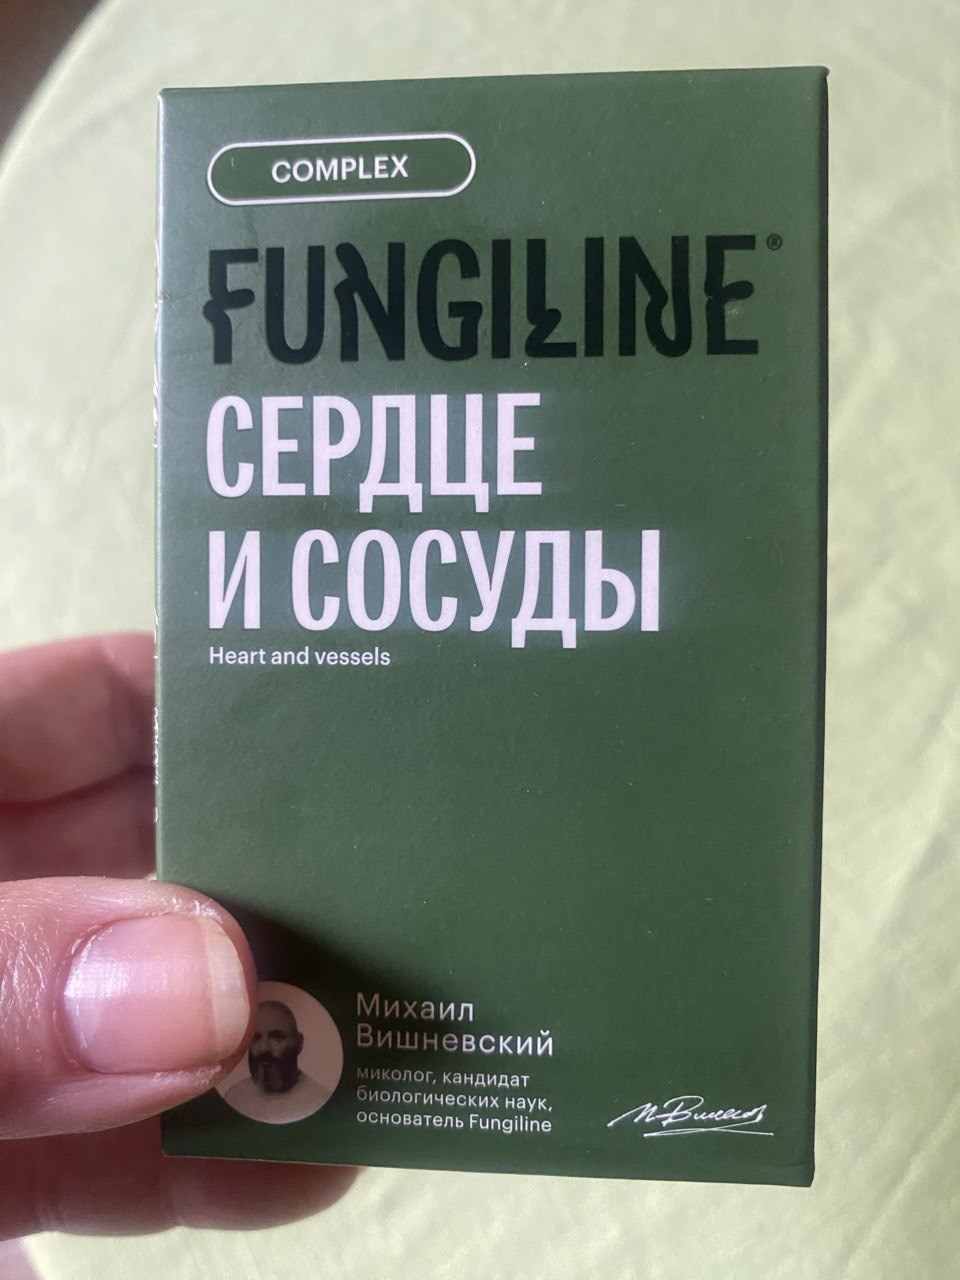 COMPLEX
FUNGILINE®
СЕРДЦЕ
И СОСУДЫ
Heart and vessels
Михаил
Вишневский
миколог, кандидат
биологических наук,
основатель Fungiline